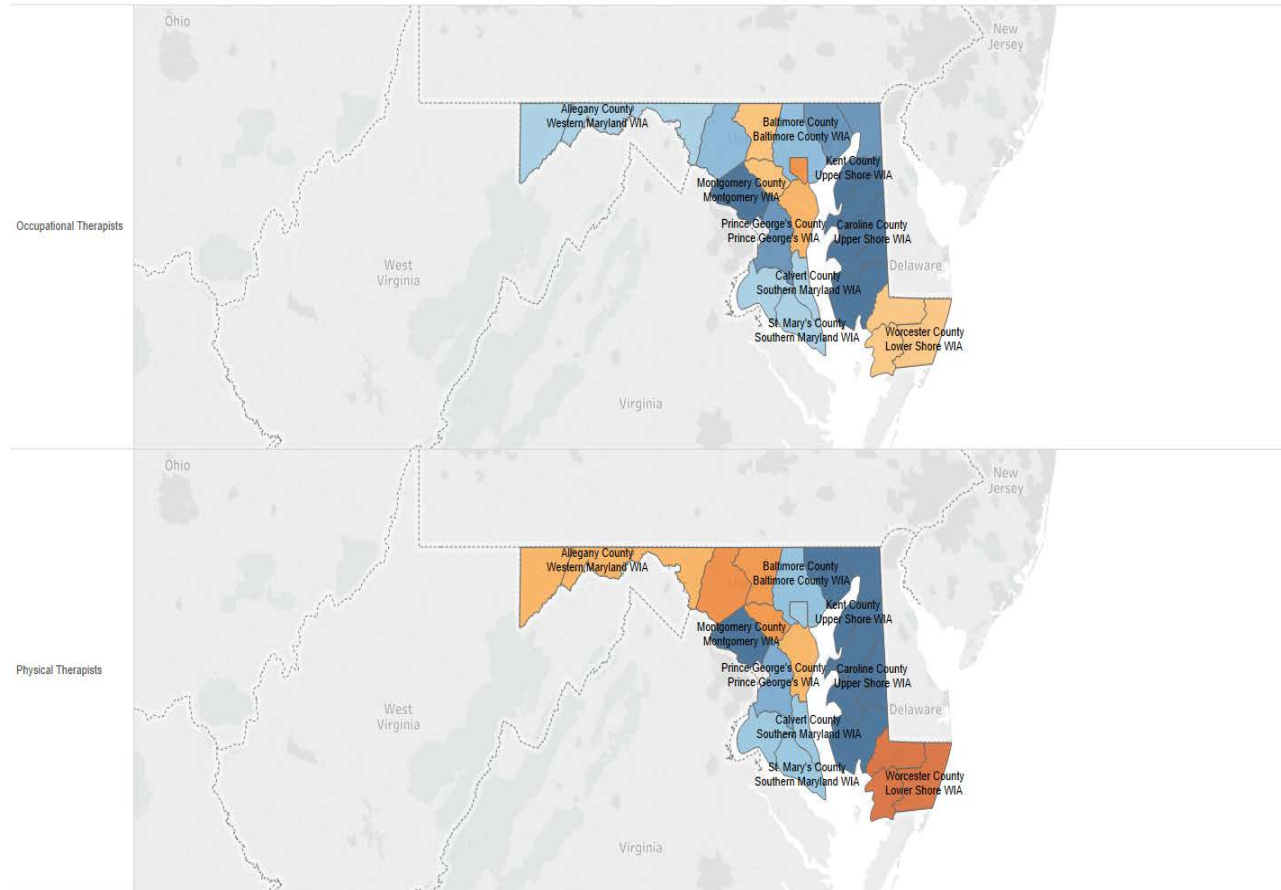 Ohio
New
Jersey
Allegany County
Western Maryland WIA
Baltimore County
Baltimore County WIA
Kent County
Upper Shore WIA
Montgomery County
Montgomery WIA
Occupational Therapists
Prince George's County
Prince George's WIA
Caroline County
Upper Shore WIA
West
Virginia
Delaware
Calvert County
Southern Maryland WIA
St. Mary's County
Southern Maryland WIA
Worcester County
Lower Shore WIA
Virginia
Ohio
New
Jersey
Allegany County
Western Maryland WIA
Baltimore County
Baltimore County WIA
Kent County
Upper Shore WIA
Montgomery County
Montgomery WIA
Physical Therapists
Prince George's County
Prince George's WIA
Caroline County
Upper Shore WIA
West
Virginia
Delaware
Calvert County
Southern Maryland WIA
St. Mary's County
Southern Maryland WIA
Worcester County
Lower Shore WIA
Virginia